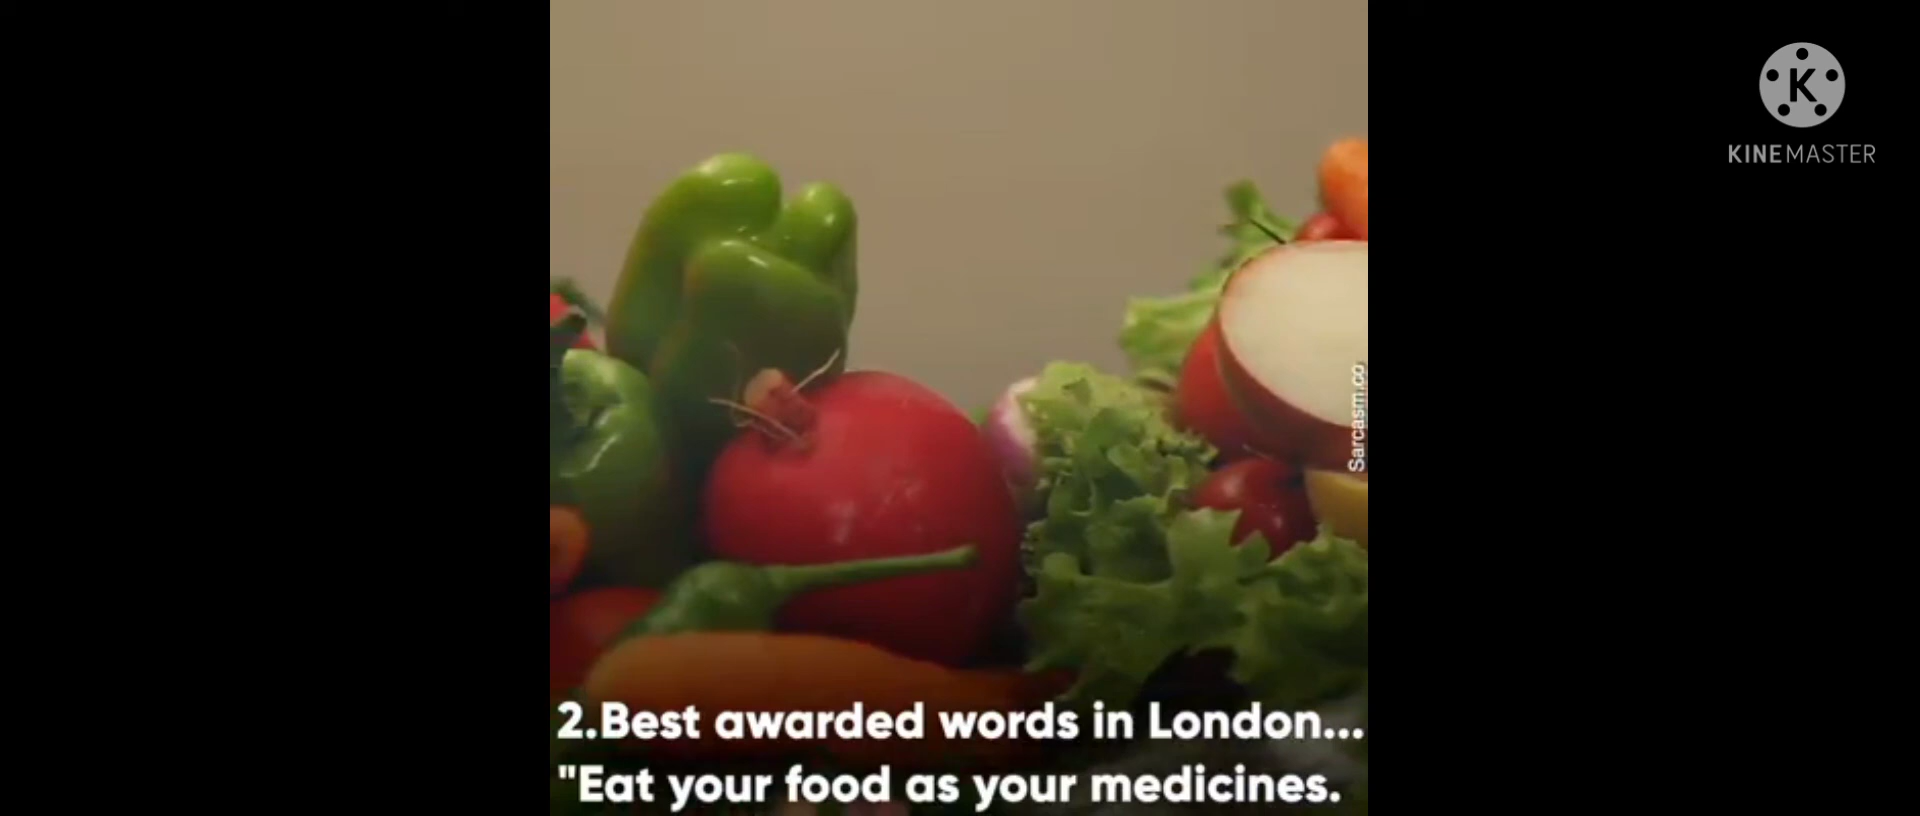 K
KINEMASTER
Sarcasm.co
2.Best awarded words in London...
"Eat your food as your medicines.